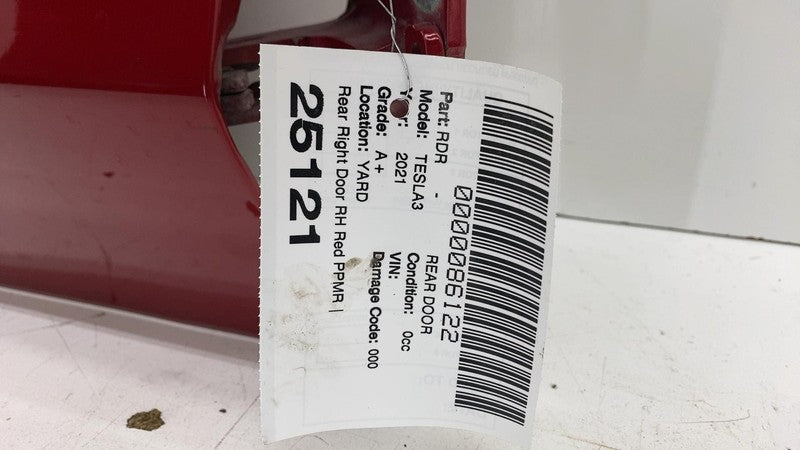 0000086122
Part: RDR - REAR DOOR
Model: TESLA3 Condition: 0cc
Year: 2021 VIN:
Grade: A+
Location: YARD Damage Code: 000
Rear Right Door RH Red PPMR |
25121